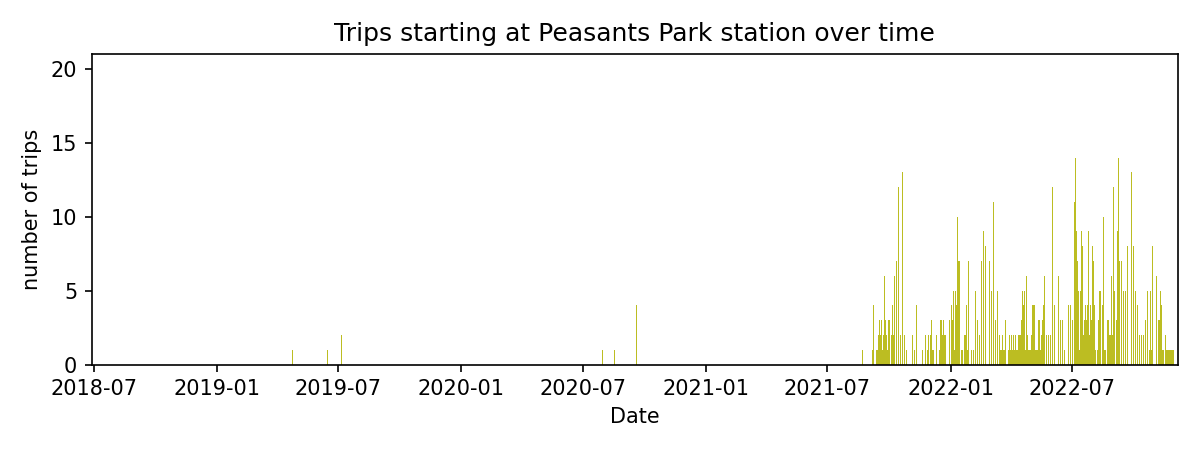 Trips starting at Peasants Park station over time
number of trips
20
15
10
5
0
2018-07 2019-01 2019-07 2020-01 2020-07 2021-01 2021-07 2022-01 2022-07
Date